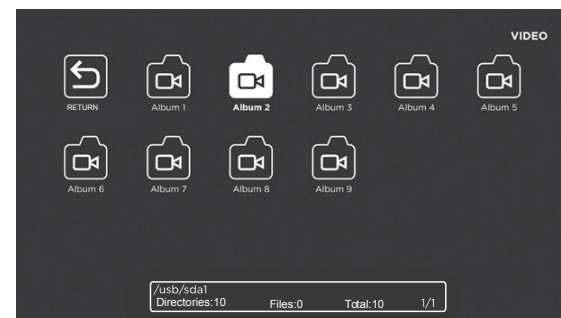 VIDEO
RETURN Album 1 Album 2 Album 3 Album 4 Album 5
Album 6 Album 7 Album 8 Album 9
/usb/sda1
Directories:10 Files:0 Total:10 1/1